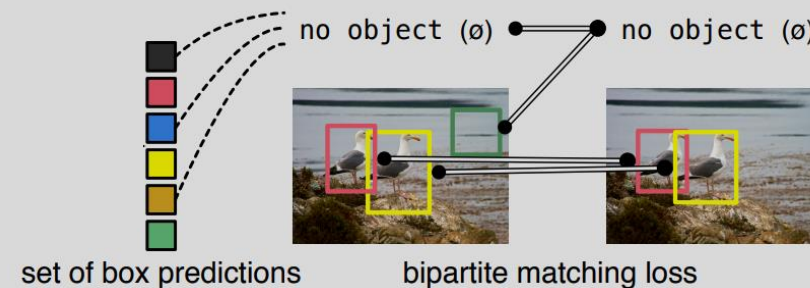 no object (ø)
no object (ø)
set of box predictions
bipartite matching loss